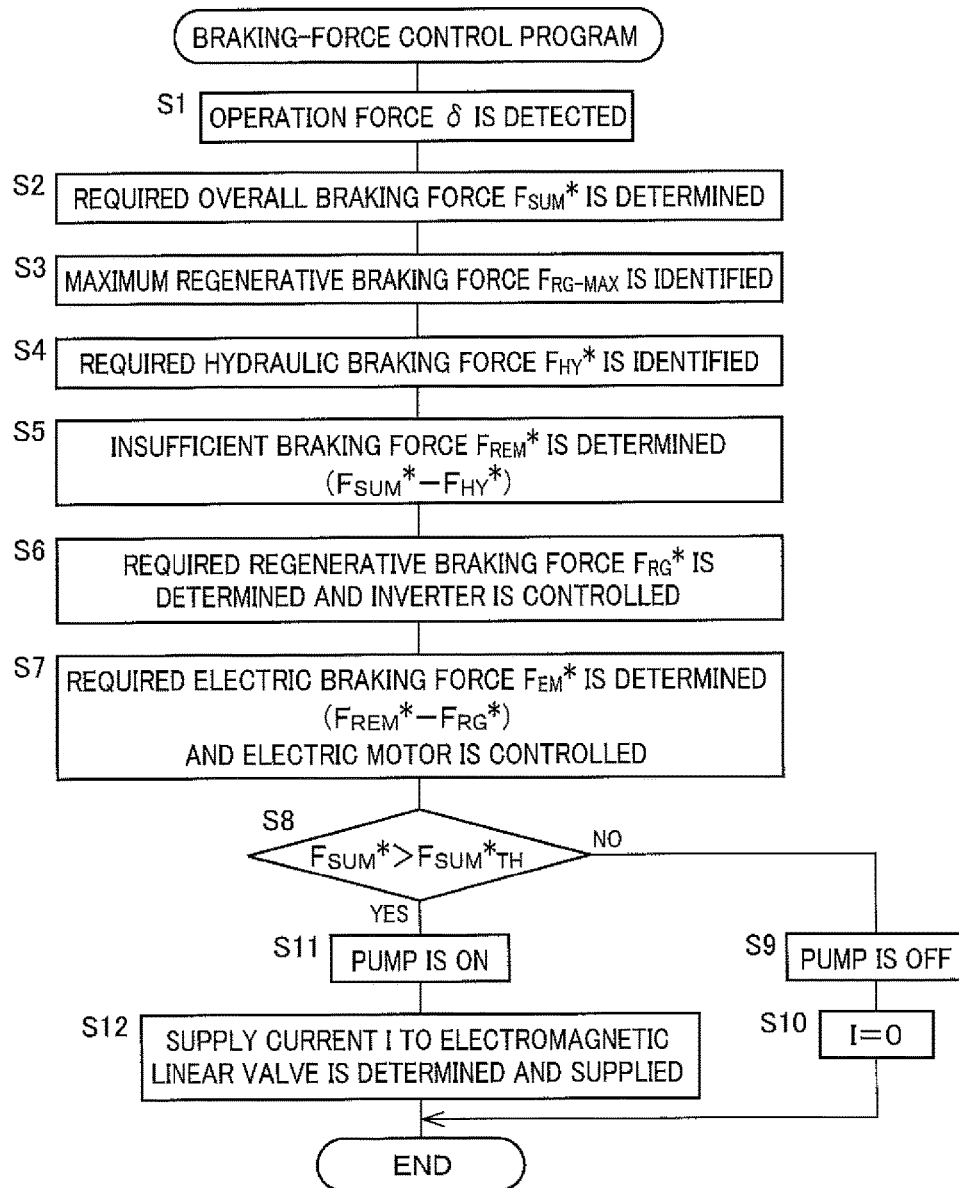 BRAKING-FORCE CONTROL PROGRAM
S1
OPERATION FORCE δ IS DETECTED
S2
REQUIRED OVERALL BRAKING FORCE FSUM* IS DETERMINED
S3
MAXIMUM REGENERATIVE BRAKING FORCE FRG-MAX IS IDENTIFIED
S4
REQUIRED HYDRAULIC BRAKING FORCE FHY* IS IDENTIFIED
S5
INSUFFICIENT BRAKING FORCE FREM* IS DETERMINED
(FSUM*-FHY*)
S6
REQUIRED REGENERATIVE BRAKING FORCE FRG* IS
DETERMINED AND INVERTER IS CONTROLLED
S7
REQUIRED ELECTRIC BRAKING FORCE FEM* IS DETERMINED
(FREM*-FRG*)
AND ELECTRIC MOTOR IS CONTROLLED
S8
FSUM*>FSUM*TH
NO
YES
S11
PUMP IS ON
S9
PUMP IS OFF
S12
SUPPLY CURRENT I TO ELECTROMAGNETIC
LINEAR VALVE IS DETERMINED AND SUPPLIED
S10
I=0
END